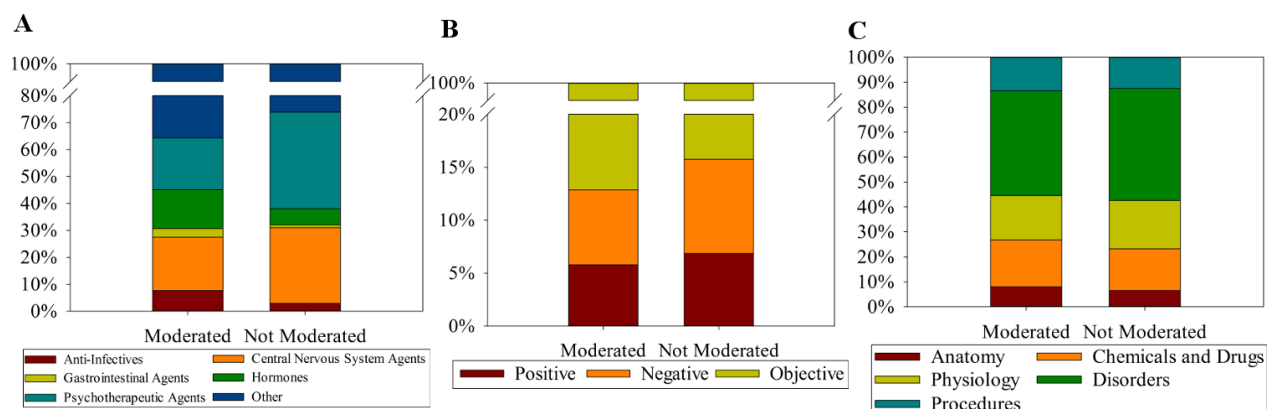 A
100%
80%
70%
60%
50%
40%
30%
20%
10%
0%
Moderated Not Moderated
Anti-Infectives Central Nervous System Agents
Gastrointestinal Agents Hormones
Psychotherapeutic Agents Other
B
100%
20%
15%
10%
5%
0%
Moderated Not Moderated
Positive Negative Objective
C
100%
90%
80%
70%
60%
50%
40%
30%
20%
10%
0%
Moderated Not Moderated
Anatomy Chemicals and Drugs
Physiology Disorders
Procedures